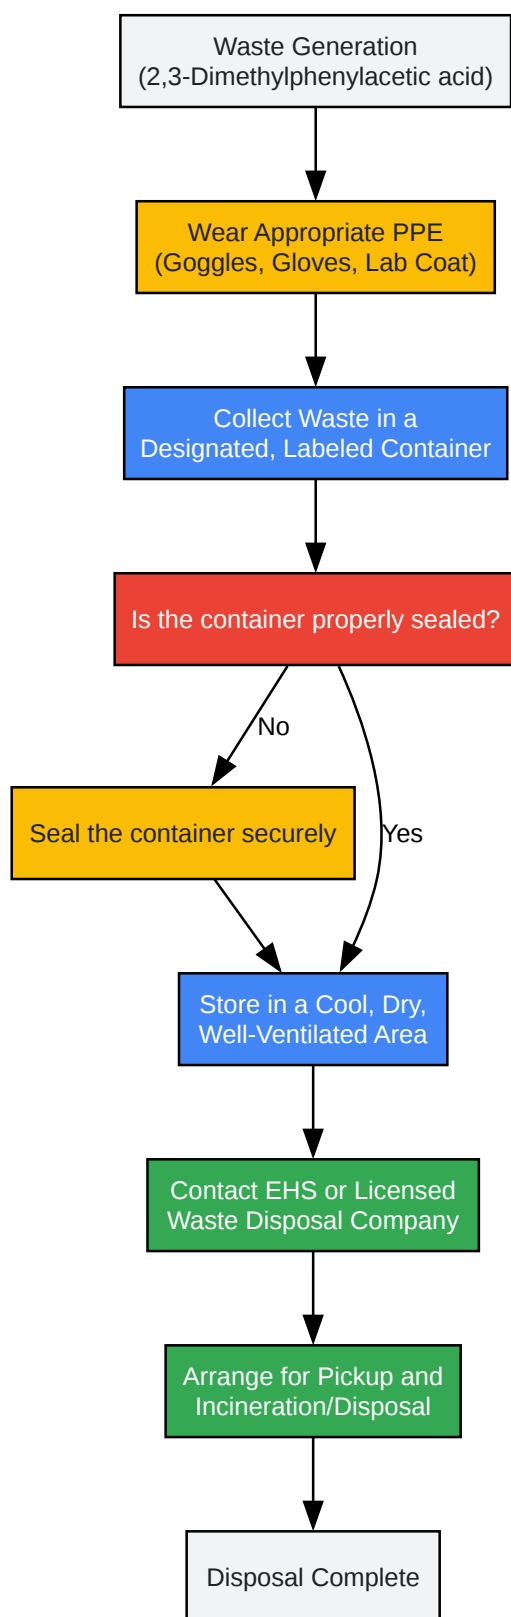 Waste Generation
(2,3-Dimethylphenylacetic acid)
Wear Appropriate PPE
(Goggles, Gloves, Lab Coat)
Collect Waste in a
Designated, Labeled Container
Is the container properly sealed?
No
Seal the container securely
Yes
Store in a Cool, Dry,
Well-Ventilated Area
Contact EHS or Licensed
Waste Disposal Company
Arrange for Pickup and
Incineration/Disposal
Disposal Complete